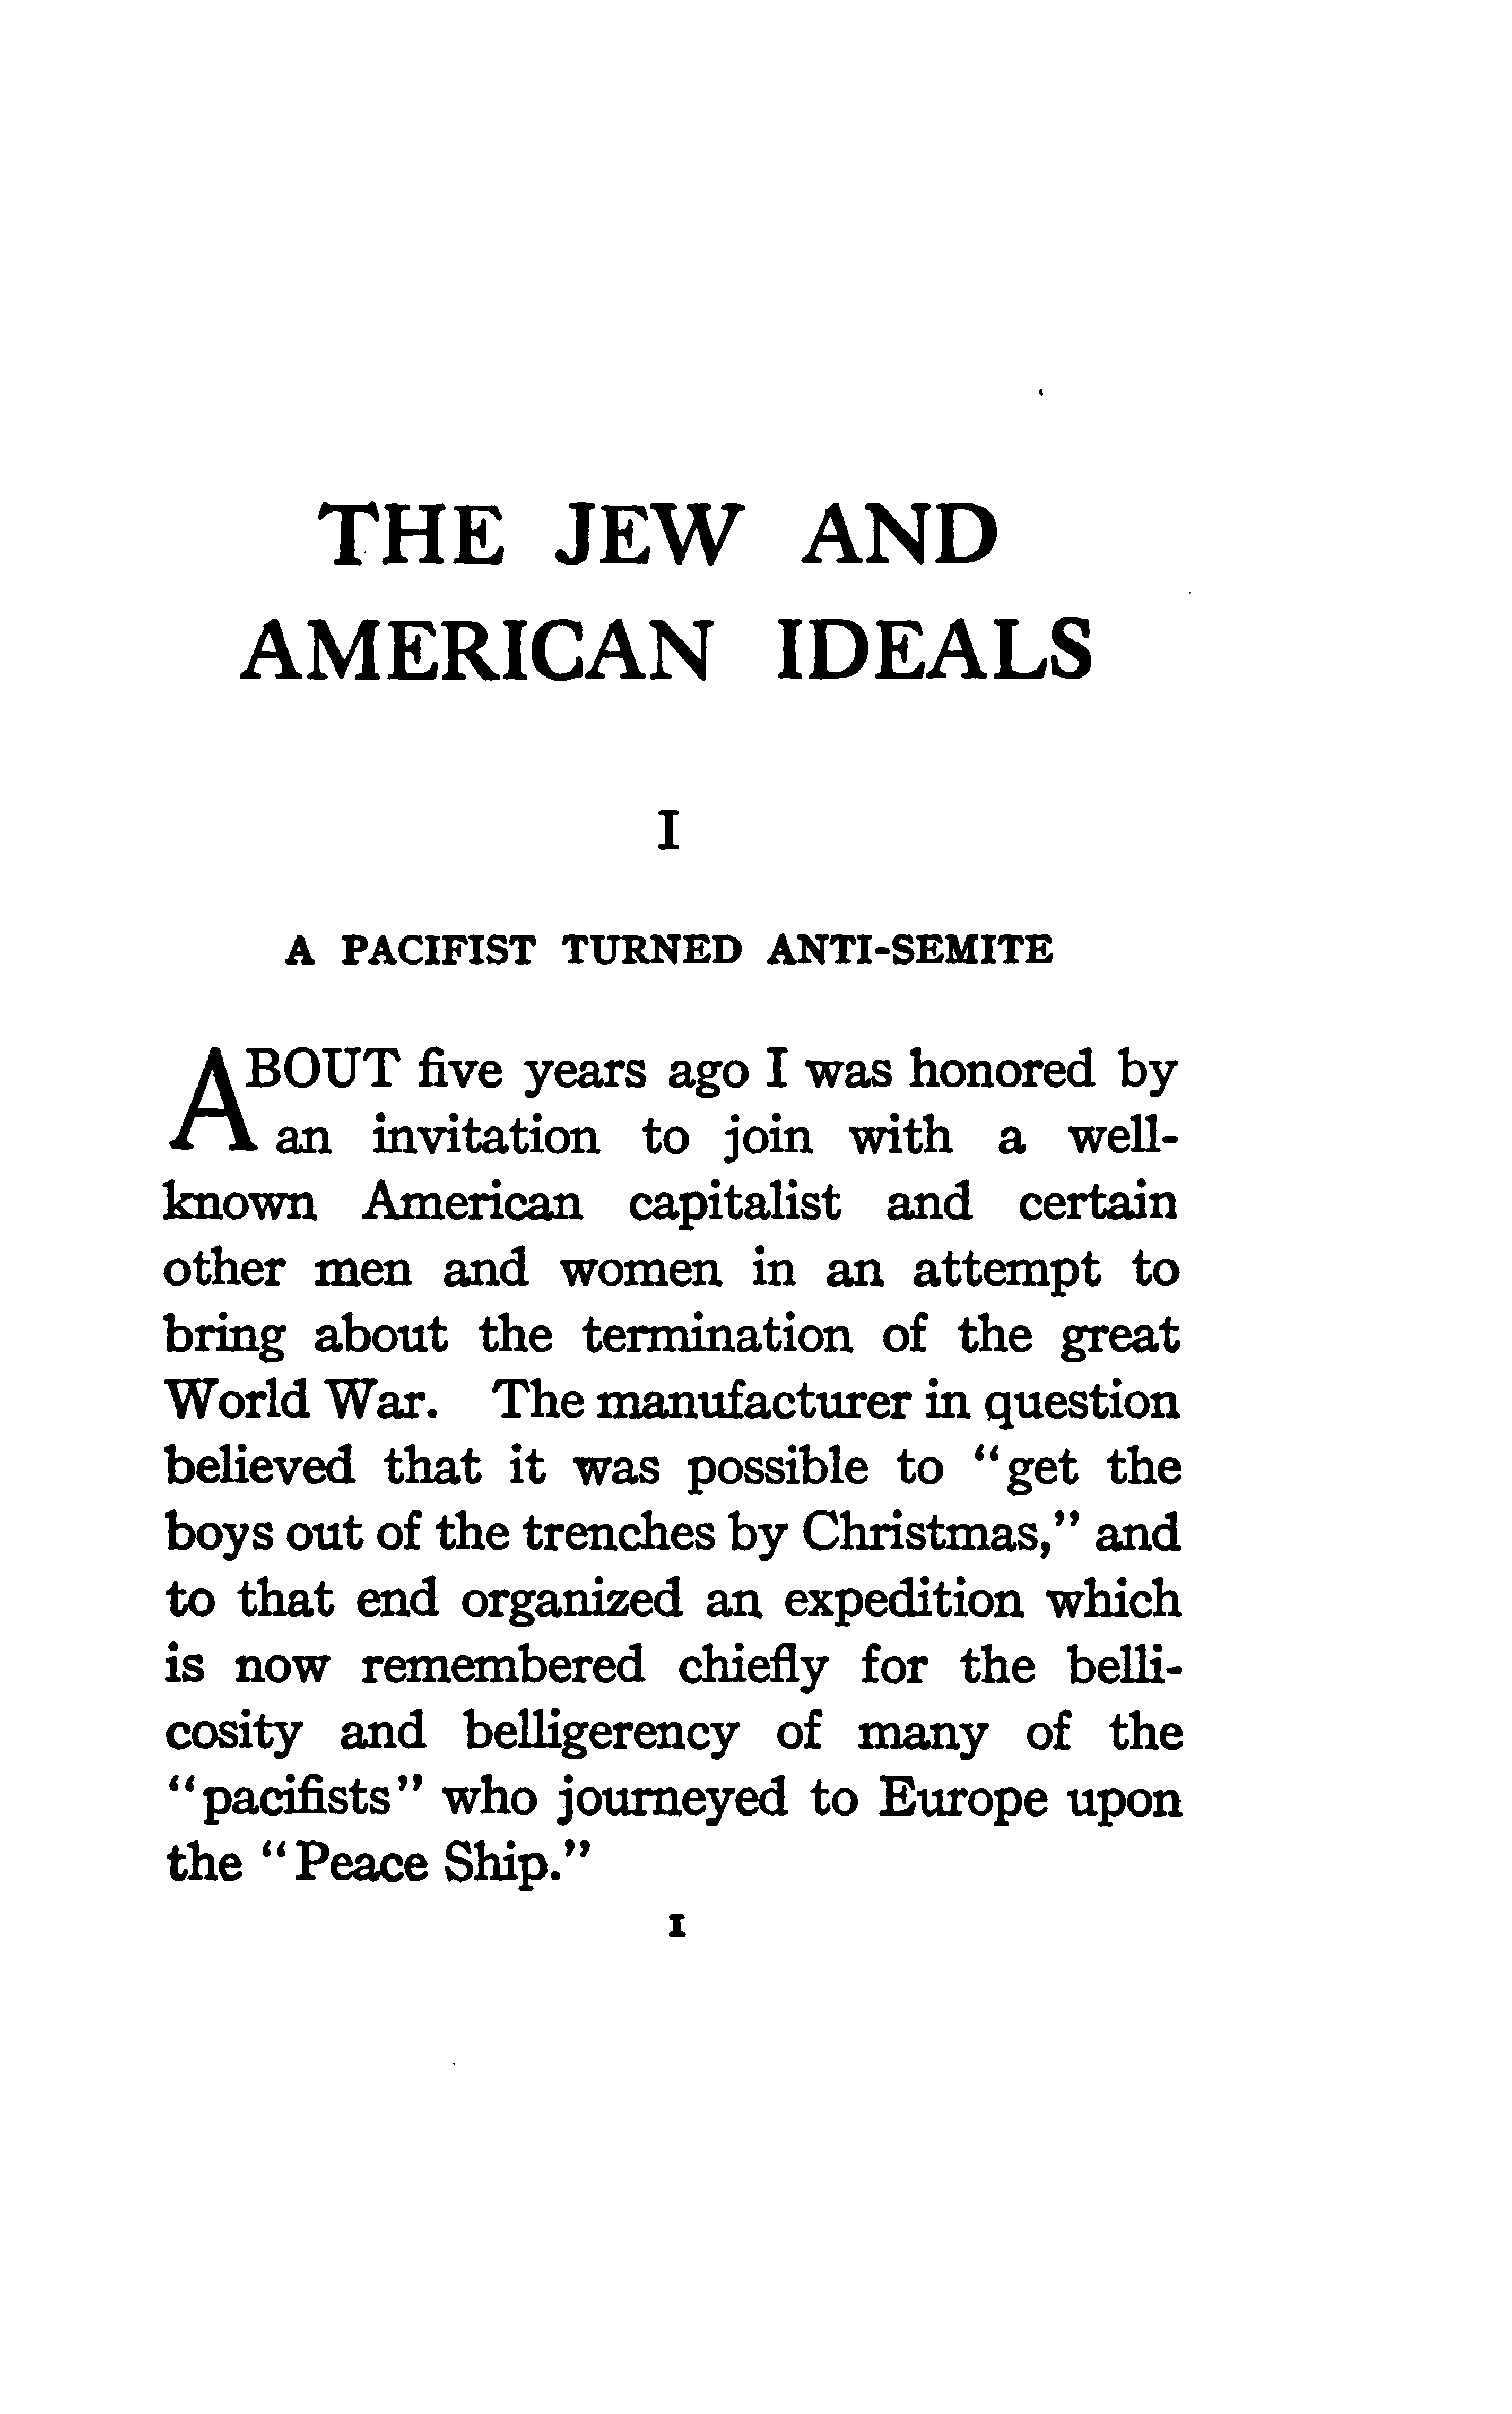 THE JEW AND
AMERICAN IDEALS
I
A PACIFIST TURNED ANTI-SEMITE
ABOUT five years ago I was honored by
an invitation to join with a well-
known American capitalist and certain
other men and women in an attempt to
bring about the termination of the great
World War. The manufacturer in question
believed that it was possible to “get the
boys out of the trenches by Christmas,” and
to that end organized an expedition which
is now remembered chiefly for the belli-
cosity and belligerency of many of the
“pacifists” who journeyed to Europe upon
the “Peace Ship.”
1